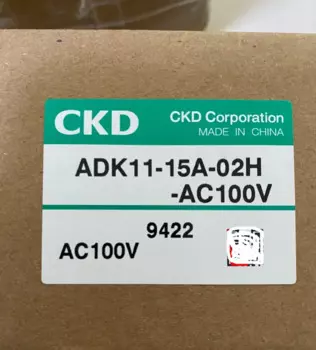 CKD
CKD Corporation
MADE IN CHINA
ADK11-15A-02H
-AC100V
9422
AC100V